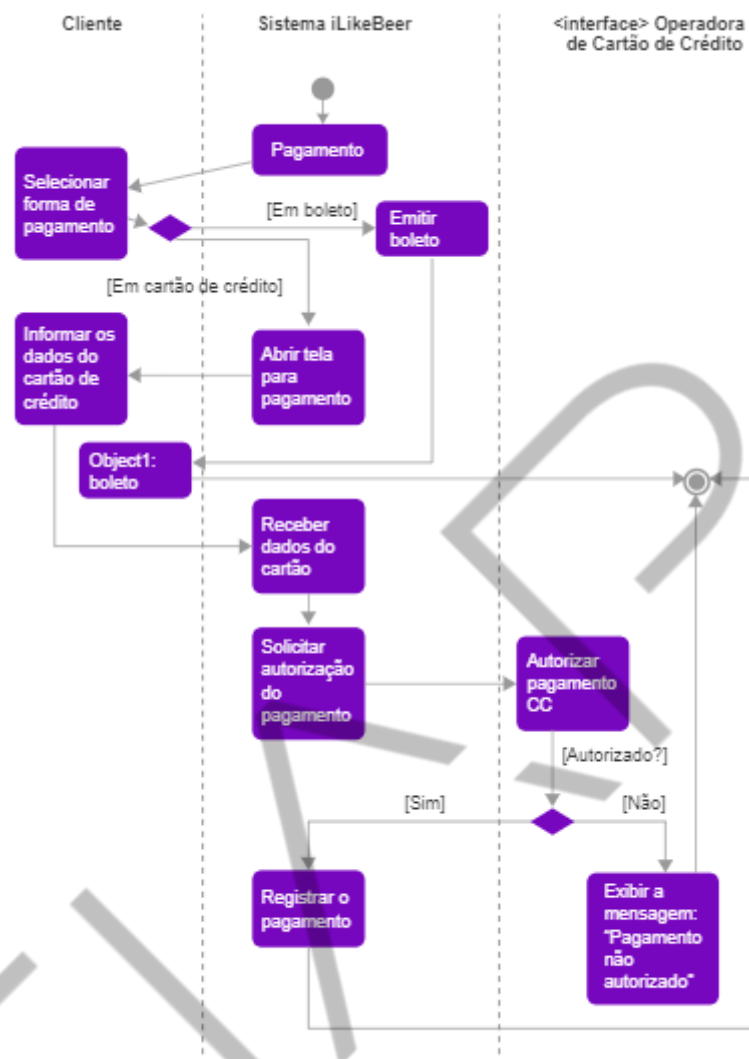 Cliente
Sistema iLikeBeer
<interface> Operadora
de Cartão de Crédito
Pagamento
Selecionar
forma de
pagamento
[Em boleto]
Emitir
boleto
[Em cartão de crédito]
Informar os
dados do
cartão de
crédito
Abrir tela
para
pagamento
Object1:
boleto
Receber
dados do
cartão
Solicitar
autorização
do
pagamento
Autorizar
pagamento
CC
[Autorizado?]
[Sim]
[Não]
Registrar o
pagamento
Exibir a
mensagem:
"Pagamento
não
autorizado"